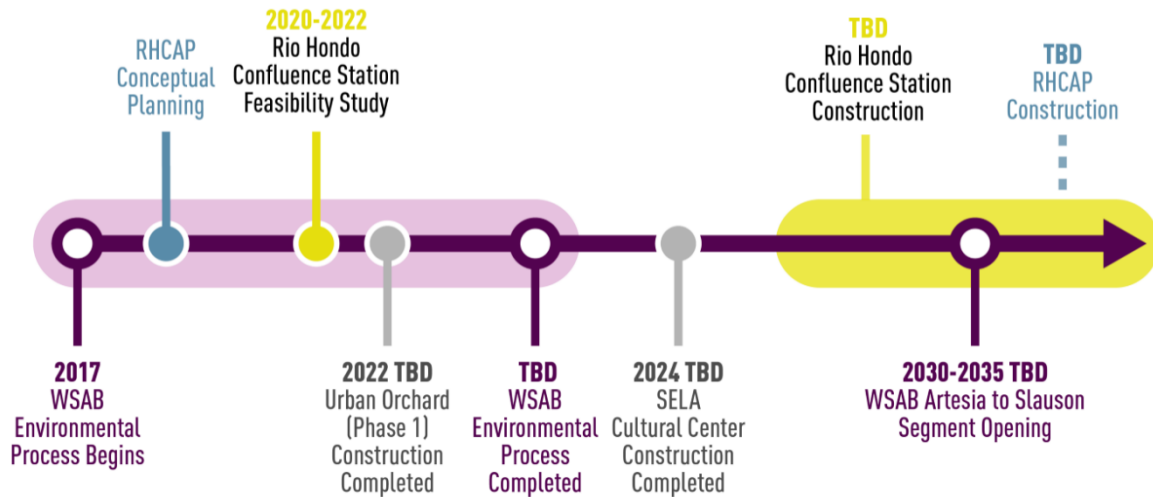 RHCAP
Conceptual
Planning
2020-2022
Rio Hondo
Confluence Station
Feasibility Study
TBD
Rio Hondo
Confluence Station
Construction
TBD
RHCAP
Construction
2017
WSAB
Environmental
Process Begins
2022 TBD
Urban Orchard
(Phase 1)
Construction
Completed
TBD
WSAB
Environmental
Process
Completed
2024 TBD
SELA
Cultural Center
Construction
Completed
2030-2035 TBD
WSAB Artesia to Slauson
Segment Opening